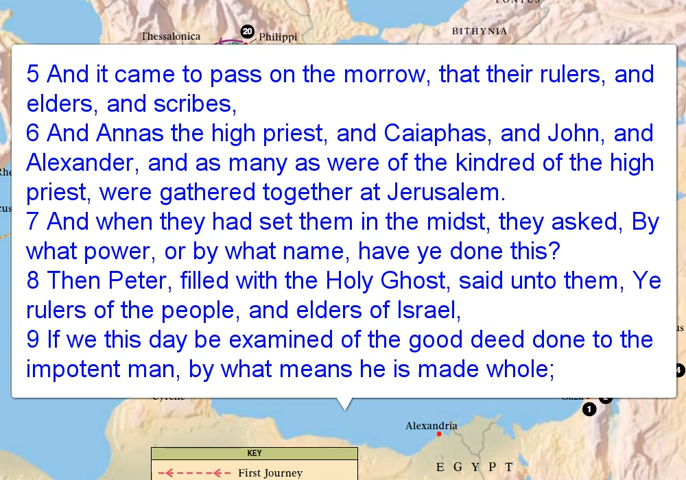 PONTUS
Thessalonica
20
Philippi
BITHYNIA
5 And it came to pass on the morrow, that their rulers, and
elders, and scribes,
6 And Annas the high priest, and Caiaphas, and John, and
Alexander, and as many as were of the kindred of the high
priest, were gathered together at Jerusalem.
7 And when they had set them in the midst, they asked, By
what power, or by what name, have ye done this?
8 Then Peter, filled with the Holy Ghost, said unto them, Ye
rulers of the people, and elders of Israel,
9 If we this day be examined of the good deed done to the
impotent man, by what means he is made whole;
Cyrene
1
Alexandria
KEY
First Journey
EGYPT